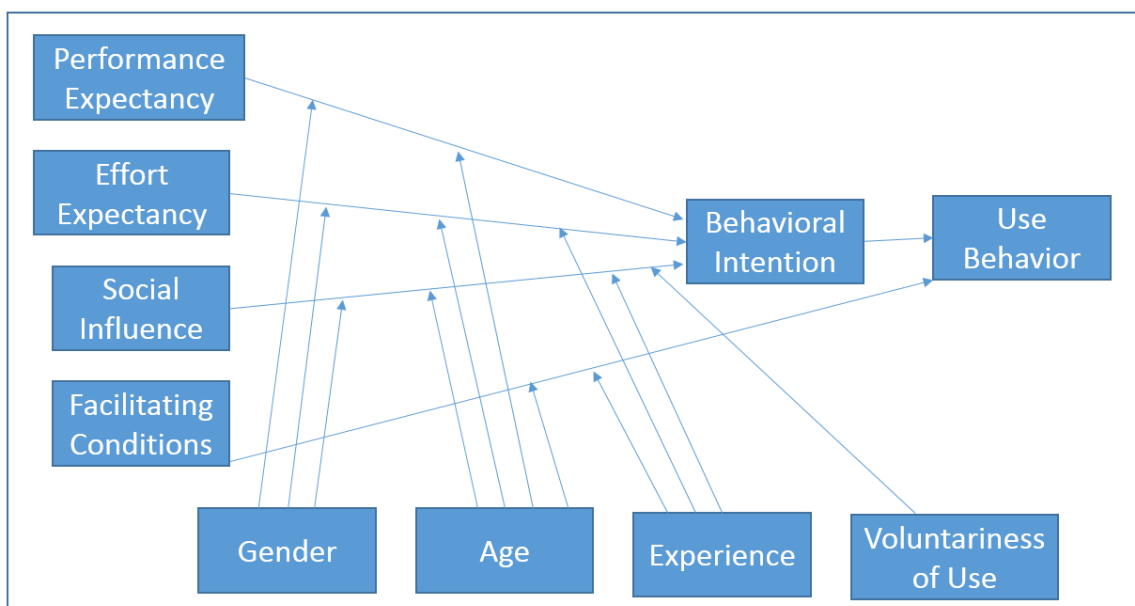 Performance
Expectancy
Effort
Expectancy
Social
Influence
Facilitating
Conditions
Behavioral
Intention
Use
Behavior
Gender
Age
Experience
Voluntariness
of Use